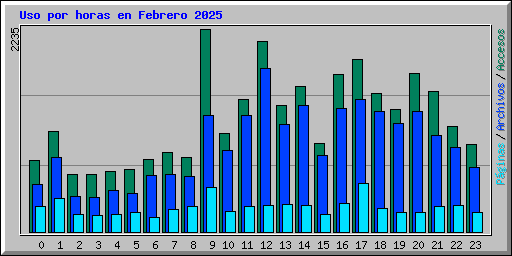 Uso por horas en Febrero 2025
2235
Páginas / Archivos / Accesos
0 1 2 3 4 5 6 7 8 9 10 11 12 13 14 15 16 17 18 19 20 21 22 23